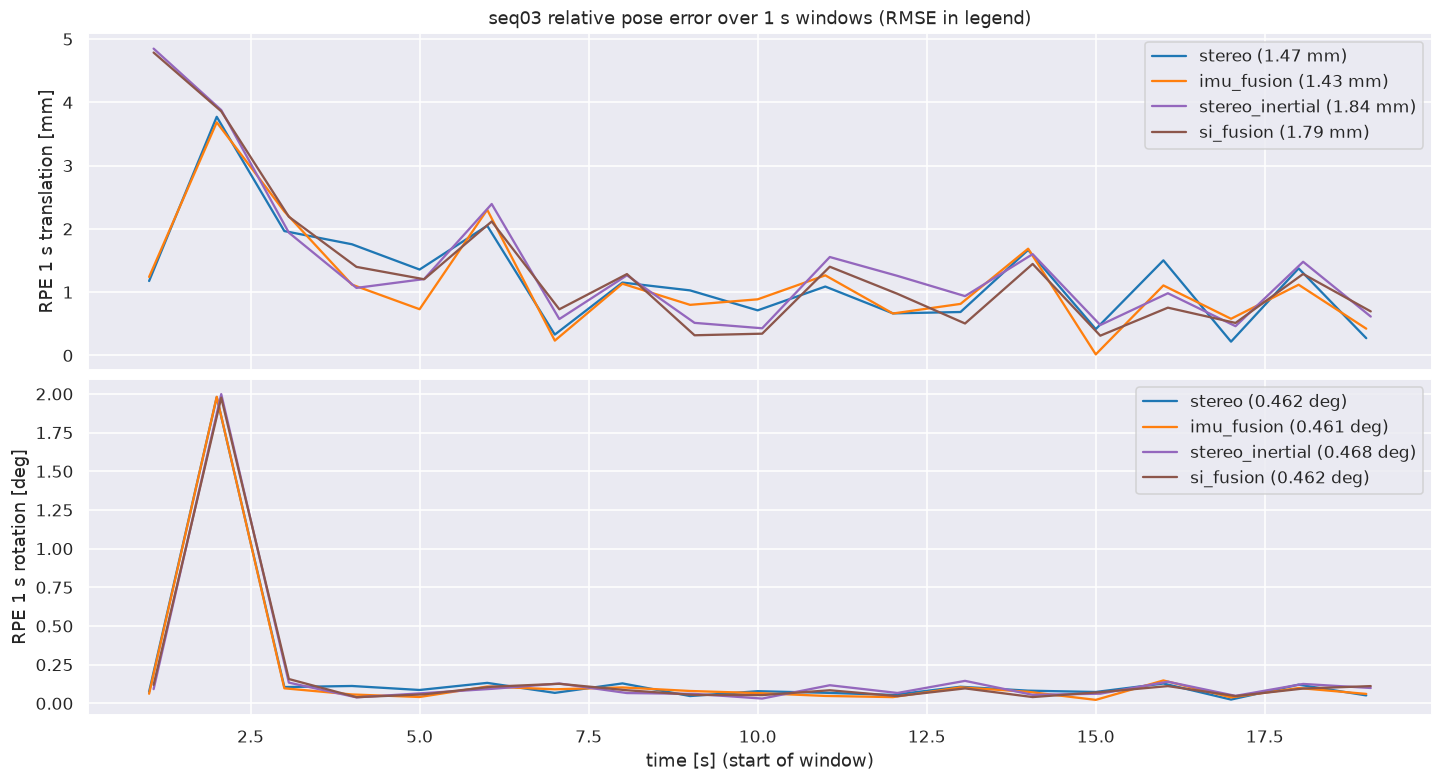 seq03 relative pose error over 1 s windows (RMSE in legend)
RPE 1 s translation [mm]
5
4
3
2
1
0
stereo (1.47 mm)
imu_fusion (1.43 mm)
stereo_inertial (1.84 mm)
si_fusion (1.79 mm)
RPE 1 s rotation [deg]
2.00
1.75
1.50
1.25
1.00
0.75
0.50
0.25
0.00
stereo (0.462 deg)
imu_fusion (0.461 deg)
stereo_inertial (0.468 deg)
si_fusion (0.462 deg)
2.5 5.0 7.5 10.0 12.5 15.0 17.5
time [s] (start of window)